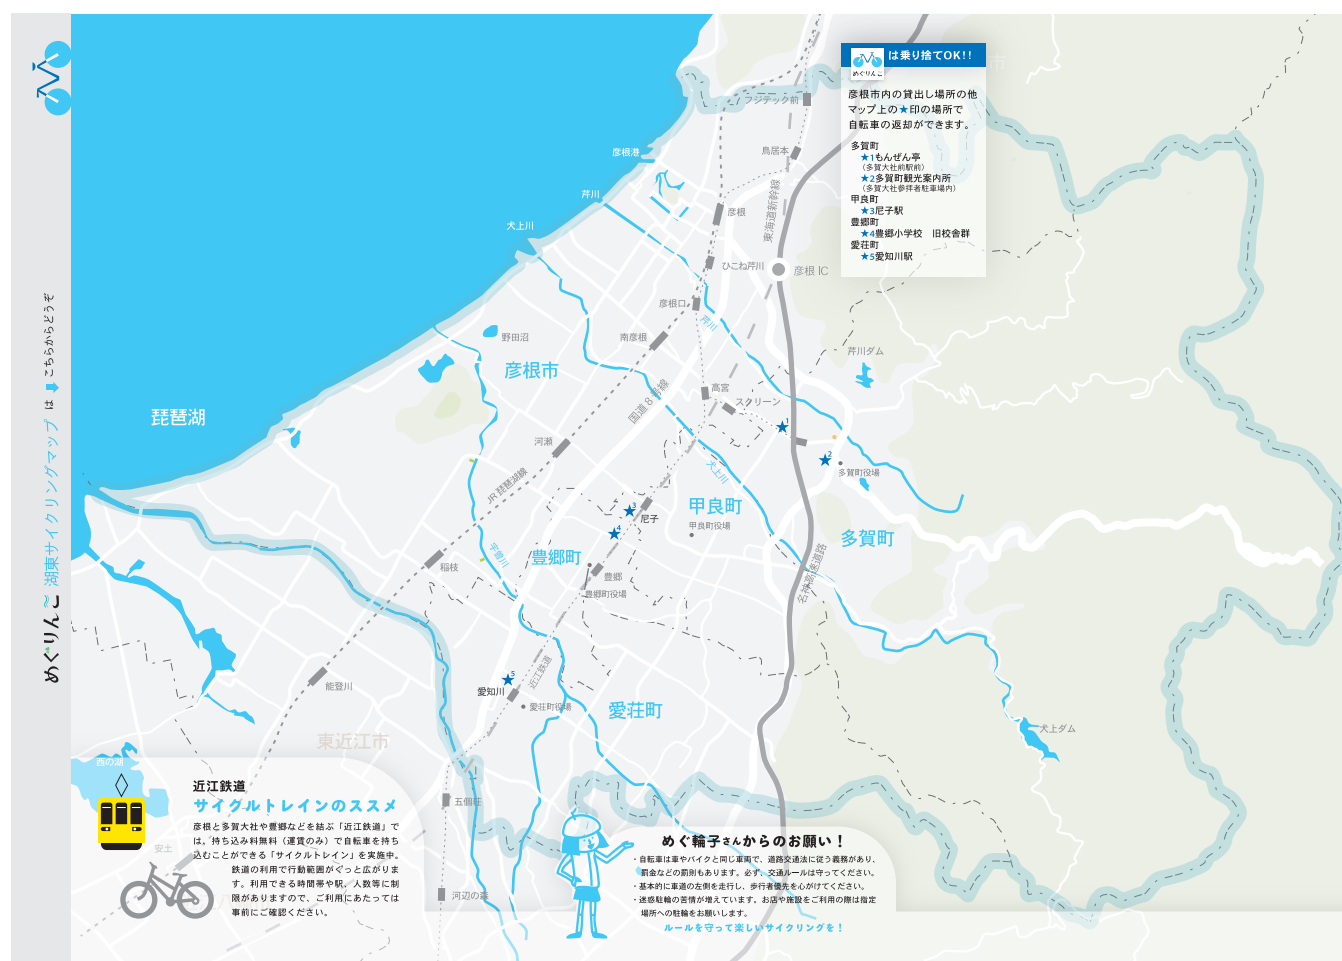 めぐりんこ 湖東サイクリングマップ は こちらからどうぞ
めぐりんこ は乗り捨てOK!!
彦根市内の貸出し場所の他
マップ上の★印の場所で
自転車の返却ができます。
多賀町
★1もんぜん亭
（多賀大社前駅前）
★2多賀町観光案内所
（多賀大社参拝者駐車場内）
甲良町
★3尼子駅
豊郷町
★4豊郷小学校　旧校舎群
愛荘町
★5愛知川駅
フジテック前
鳥居本
彦根港
芹川
犬上川
彦根
東海道新幹線
ひこね芹川
彦根 IC
彦根口
芹川
野田沼
南彦根
彦根市
芹川ダム
高宮
スクリーン
国道8号線
琵琶湖
★1
河瀬
★2
多賀町役場
犬上川
JR 琵琶湖線
甲良町
★3
尼子
★4
甲良町役場
多賀町
宇曽川
豊郷町
稲枝
豊郷
豊郷町役場
名神高速道路
近江鉄道
★5
愛知川
能登川
愛荘町役場
愛荘町
犬上ダム
東近江市
西の湖
五個荘
安土
河辺の森
近江鉄道
サイクルトレインのススメ
彦根と多賀大社や豊郷などを結ぶ「近江鉄道」で
は、持ち込み料無料（運賃のみ）で自転車を持ち
込むことができる「サイクルトレイン」を実施中。
鉄道の利用で行動範囲がぐっと広がりま
す。利用できる時間帯や駅、人数等に制
限がありますので、ご利用にあたっては
事前にご確認ください。
めぐ輪子さんからのお願い！
・自転車は車やバイクと同じ車両で、道路交通法に従う義務があり、
罰金などの罰則もあります。必ず、交通ルールは守ってください。
・基本的に車道の左側を走行し、歩行者優先を心がけてください。
・迷惑駐輪の苦情が増えています。お店や施設をご利用の際は指定
場所への駐輪をお願いします。
ルールを守って楽しいサイクリングを！